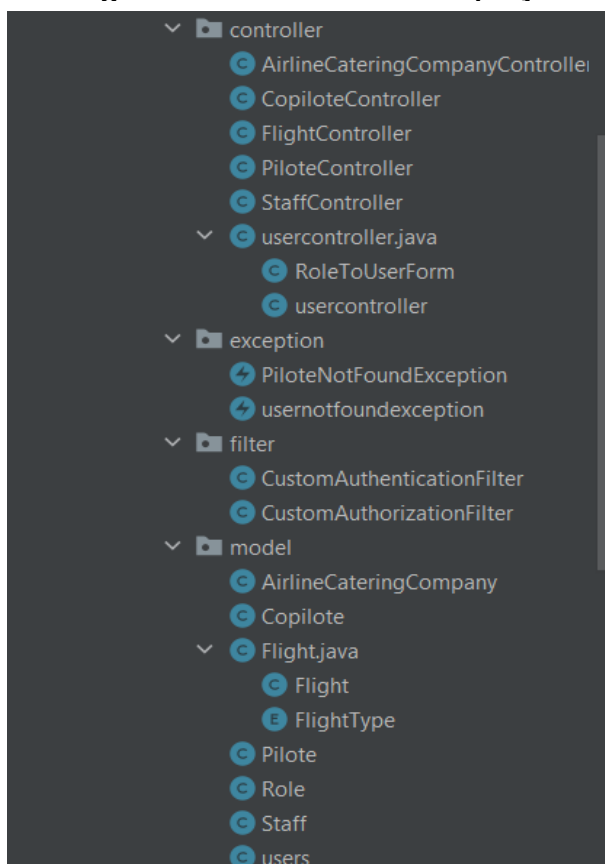 controller
AirlineCateringCompanyController
CopiloteController
FlightController
PiloteController
StaffController
usercontroller.java
RoleToUserForm
usercontroller
exception
PiloteNotFoundException
usernotfoundexception
filter
CustomAuthenticationFilter
CustomAuthorizationFilter
model
AirlineCateringCompany
Copilote
Flight.java
Flight
FlightType
Pilote
Role
Staff
users